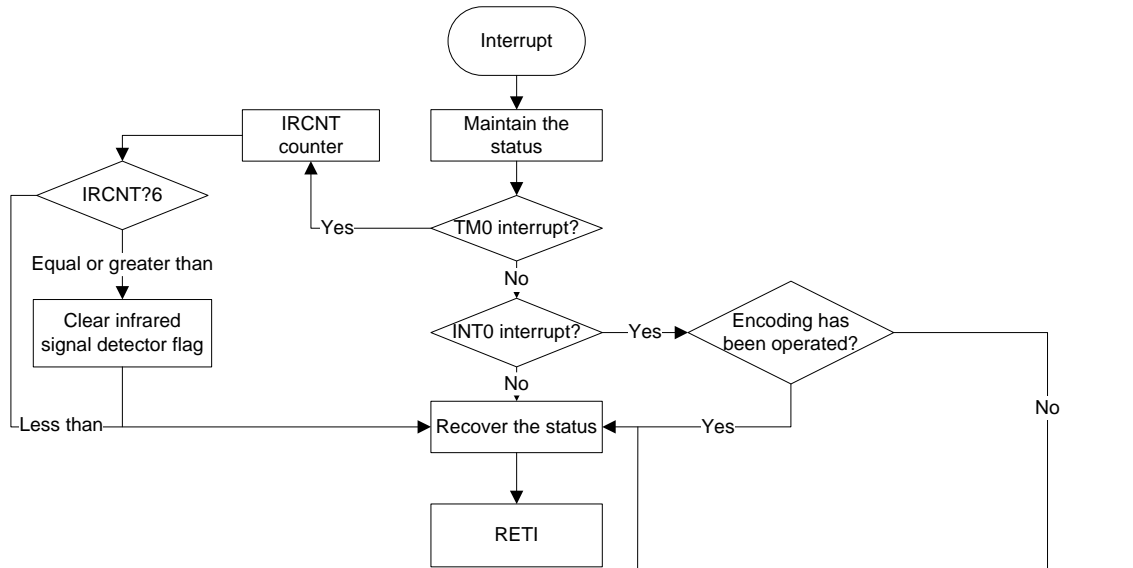 Interrupt
IRCNT
counter
Maintain the
status
IRCNT?6
Yes
TM0 interrupt?
Equal or greater than
No
Clear infrared
signal detector flag
INT0 interrupt?
Yes
Encoding has
been operated?
No
No
Less than
Recover the status
Yes
RETI